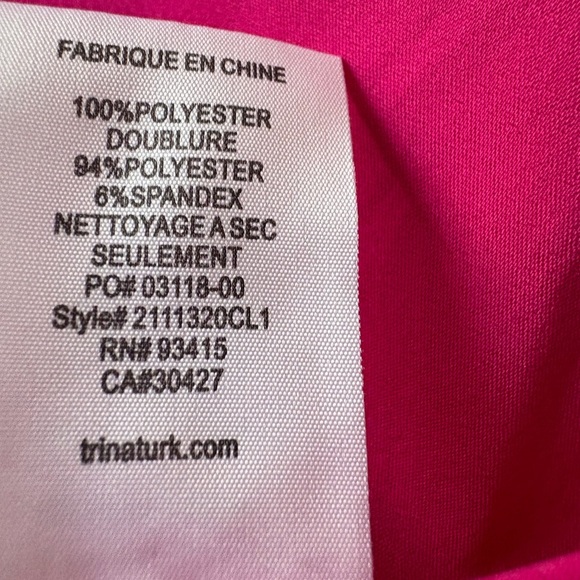 FABRIQUE EN CHINE
100%POLYESTER
DOUBLURE
94%POLYESTER
6%SPANDEX
NETTOYAGE A SEC
SEULEMENT
PO# 03118-00
Style# 2111320CL1
RN# 93415
CA#30427
trinaturk.com